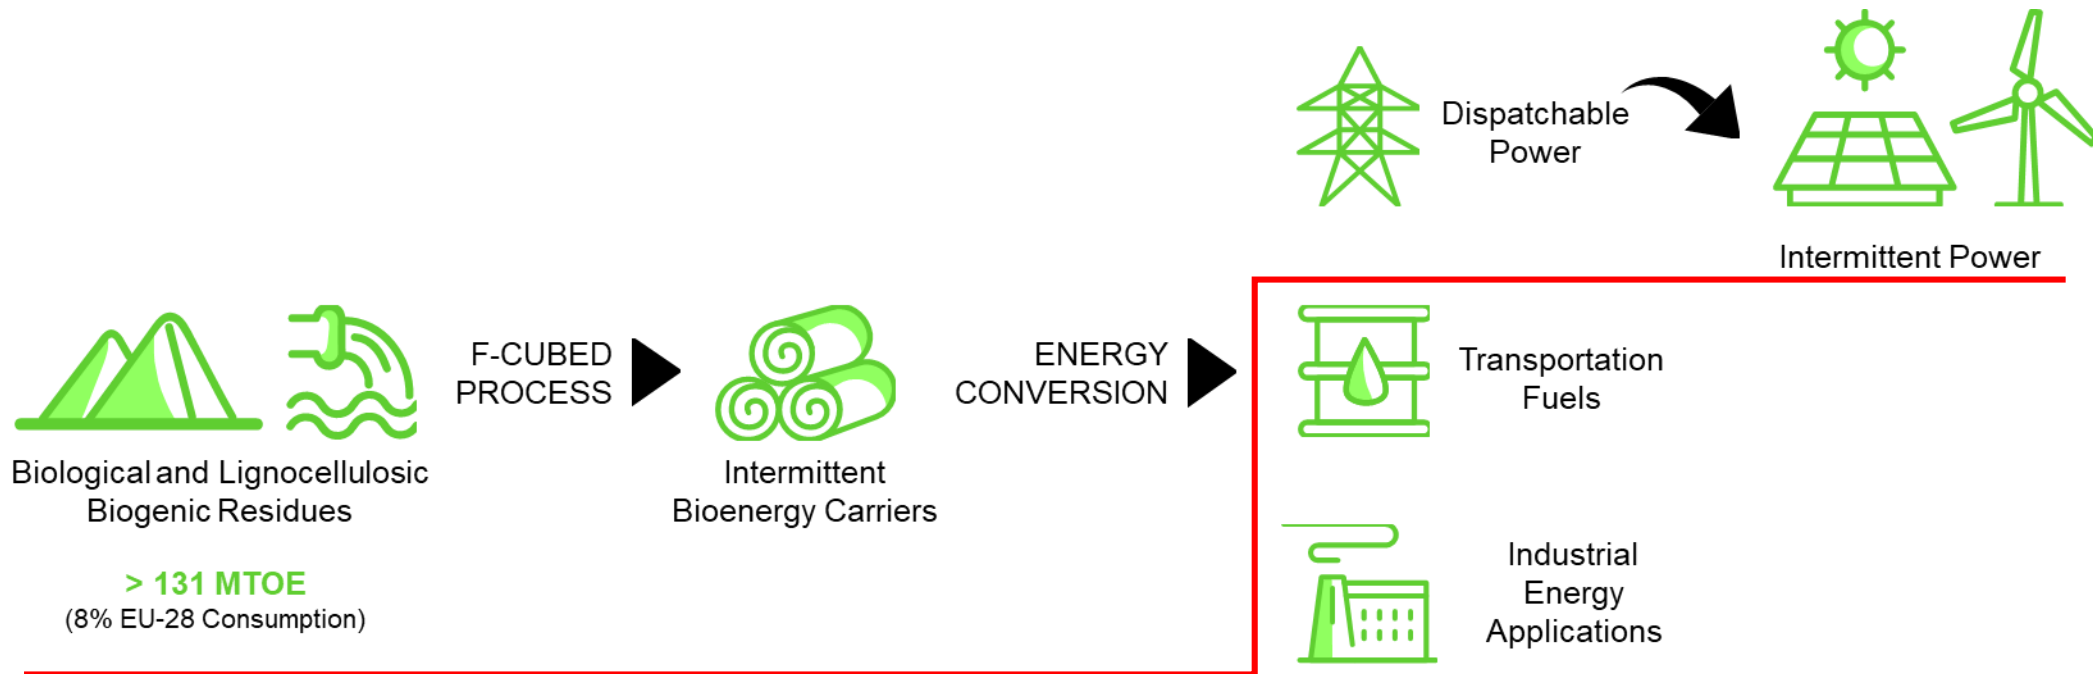 Dispatchable
Power
Intermittent Power
F-CUBED
PROCESS
ENERGY
CONVERSION
Transportation
Fuels
Biological and Lignocellulosic
Biogenic Residues
Intermittent
Bioenergy Carriers
> 131 MTOE
(8% EU-28 Consumption)
Industrial
Energy
Applications